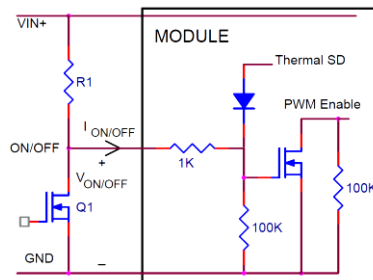 VIN+
MODULE
Thermal SD
R1
I ON/OFF
PWM Enable
ON/OFF
+
1K
V ON/OFF
Q1
100K
100K
GND
–